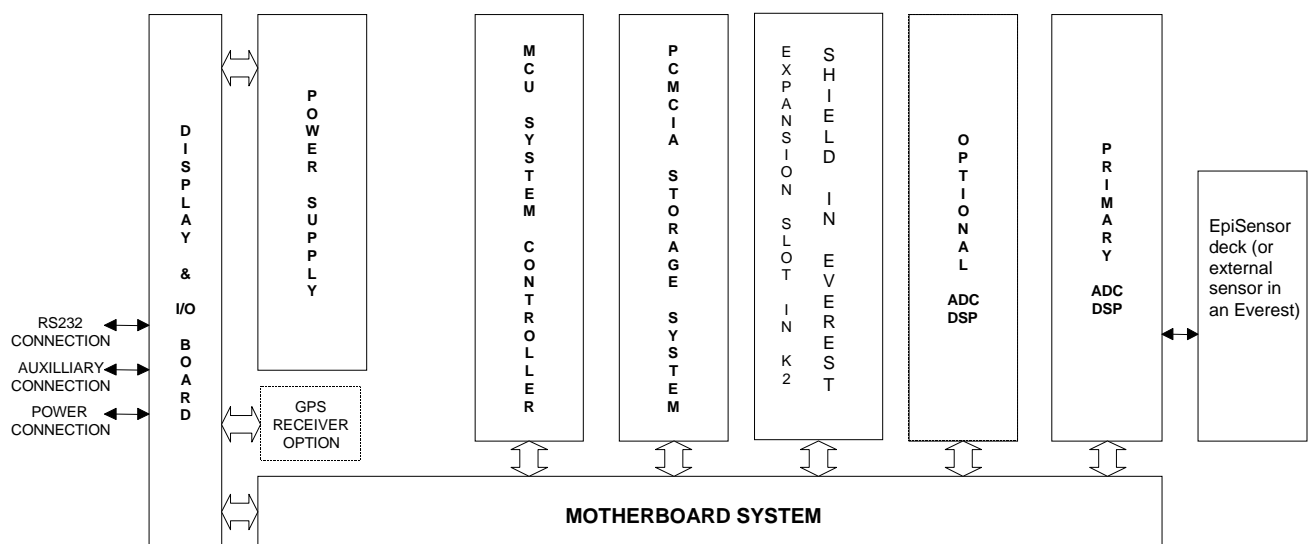 DISPLAY & I/O BOARD
RS232
CONNECTION
AUXILLIARY
CONNECTION
POWER
CONNECTION
POWER SUPPLY
GPS
RECEIVER
OPTION
MCU SYSTEM CONTROLLER
PCMCIA STORAGE SYSTEM
EXPANSION SLOT IN K2
SHIELD IN EVEREST
OPTIONAL
ADC
DSP
PRIMARY
ADC
DSP
EpiSensor
deck (or
external
sensor in
an Everest)
MOTHERBOARD SYSTEM